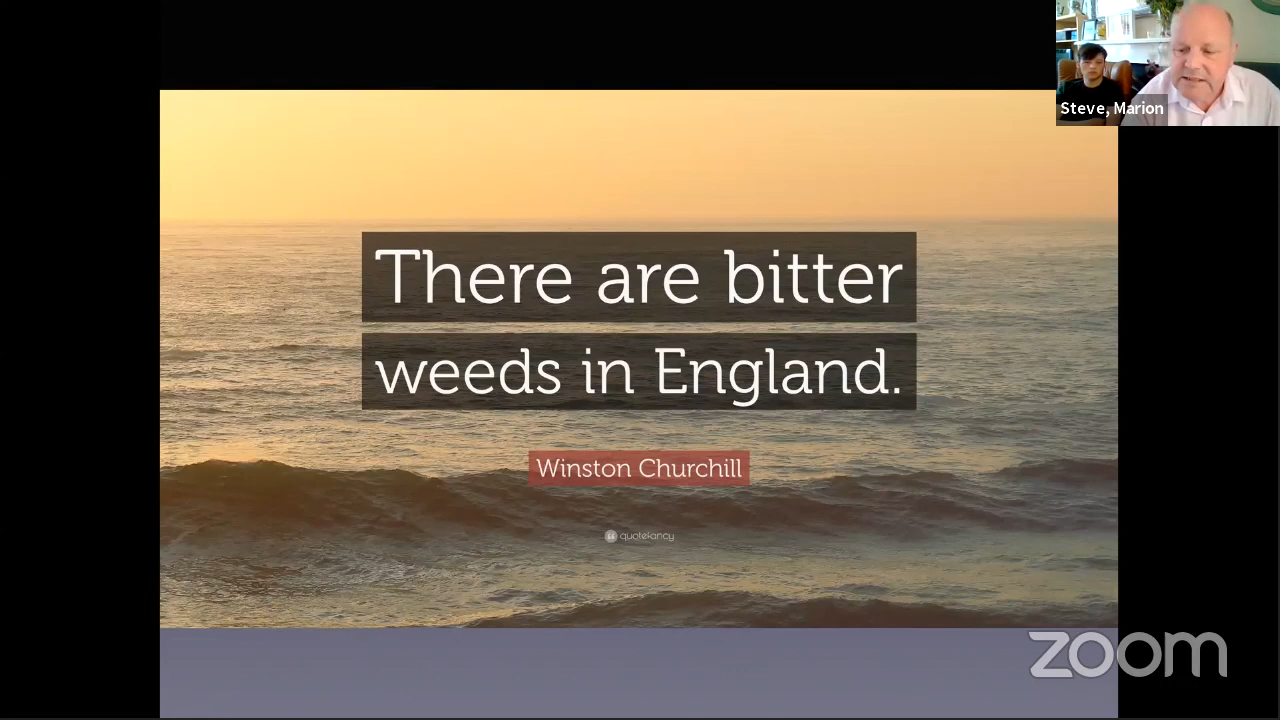 Steve, Marion
There are bitter
weeds in England.
Winston Churchill
quotefancy
zoom